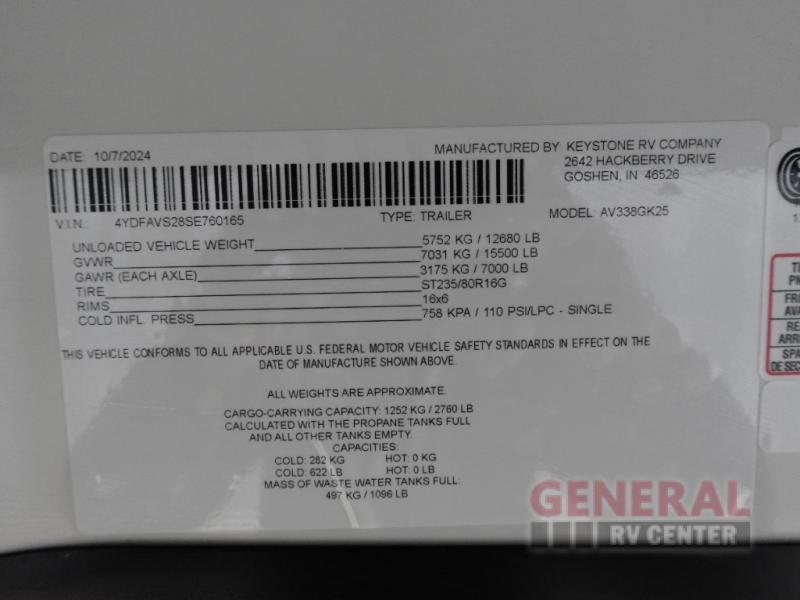 DATE: 10/7/2024
MANUFACTURED BY: KEYSTONE RV COMPANY
2642 HACKBERRY DRIVE
GOSHEN, IN 46526
V.I.N.: 4YDFAVS28SE760165 TYPE: TRAILER MODEL: AV338GK25
UNLOADED VEHICLE WEIGHT 5752 KG / 12680 LB
GVWR 7031 KG / 15500 LB
GAWR (EACH AXLE) 3175 KG / 7000 LB
TIRE ST235/80R16G
RIMS 16x6
COLD INFL. PRESS 758 KPA / 110 PSI/LPC - SINGLE
THIS VEHICLE CONFORMS TO ALL APPLICABLE U.S. FEDERAL MOTOR VEHICLE SAFETY STANDARDS IN EFFECT ON THE
DATE OF MANUFACTURE SHOWN ABOVE.
ALL WEIGHTS ARE APPROXIMATE.
CARGO-CARRYING CAPACITY: 1252 KG / 2760 LB
CALCULATED WITH THE PROPANE TANKS FULL
AND ALL OTHER TANKS EMPTY.
CAPACITIES:
COLD: 282 KG HOT: 0 KG
COLD: 622 LB HOT: 0 LB
MASS OF WASTE WATER TANKS FULL:
497 KG / 1096 LB
GENERAL
RV CENTER